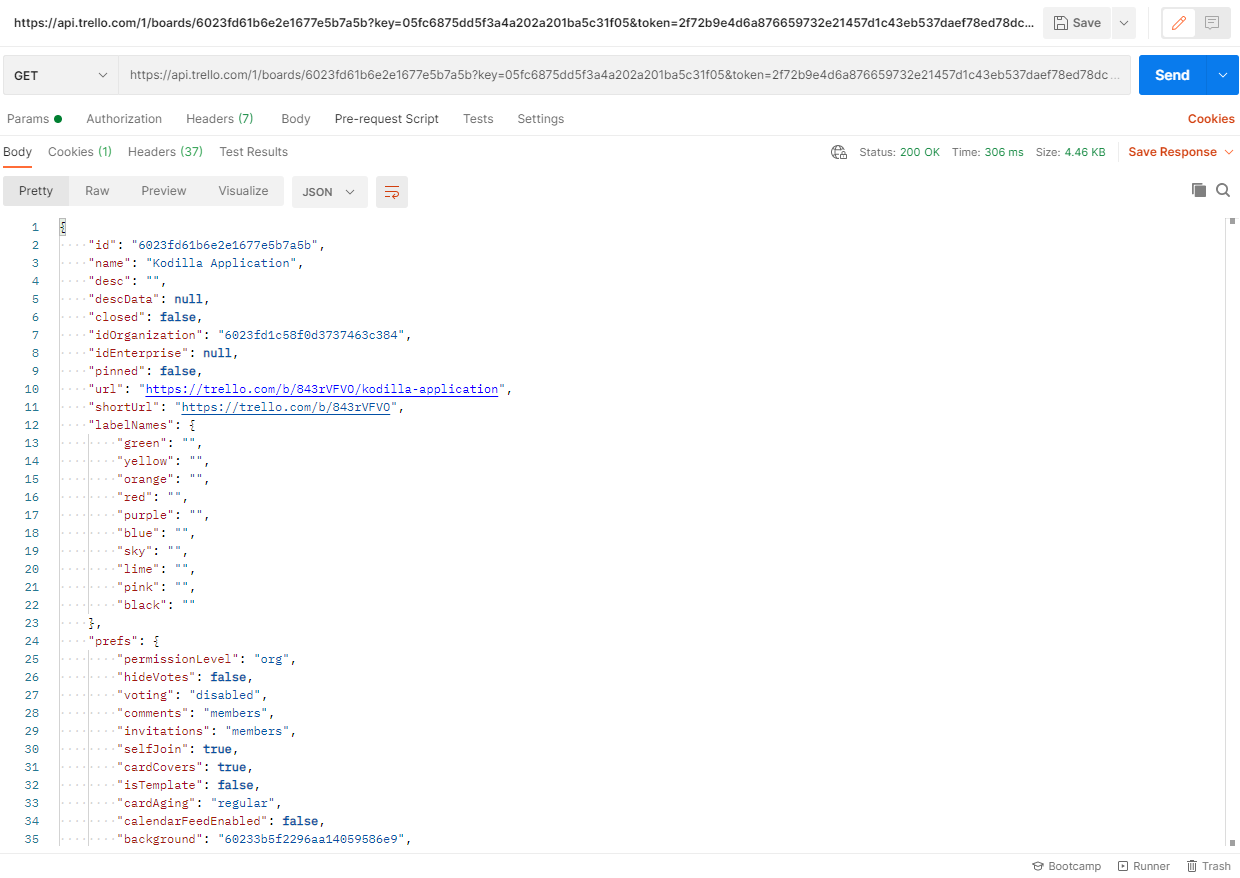 https://api.trello.com/1/boards/6023fd61b6e2e1677e5b7a5b?key=05fc6875dd5f3a4a202a201ba5c31f05&token=2f72b9e4d6a876659732e21457d1c43eb537daef78ed78dc... Save
GET https://api.trello.com/1/boards/6023fd61b6e2e1677e5b7a5b?key=05fc6875dd5f3a4a202a201ba5c31f05&token=2f72b9e4d6a876659732e21457d1c43eb537daef78ed78dc... Send
Params Authorization Headers (7) Body Pre-request Script Tests Settings Cookies
Body Cookies (1) Headers (37) Test Results Status: 200 OK Time: 306 ms Size: 4.46 KB Save Response
Pretty Raw Preview Visualize JSON
1 {
2 "id": "6023fd61b6e2e1677e5b7a5b",
3 "name": "Kodilla Application",
4 "desc": "",
5 "descData": null,
6 "closed": false,
7 "idOrganization": "6023fd1c58f0d3737463c384",
8 "idEnterprise": null,
9 "pinned": false,
10 "url": "https://trello.com/b/843rVFVO/kodilla-application",
11 "shortUrl": "https://trello.com/b/843rVFVO",
12 "labelNames": {
13 "green": "",
14 "yellow": "",
15 "orange": "",
16 "red": "",
17 "purple": "",
18 "blue": "",
19 "sky": "",
20 "lime": "",
21 "pink": "",
22 "black": ""
23 },
24 "prefs": {
25 "permissionLevel": "org",
26 "hideVotes": false,
27 "voting": "disabled",
28 "comments": "members",
29 "invitations": "members",
30 "selfJoin": true,
31 "cardCovers": true,
32 "isTemplate": false,
33 "cardAging": "regular",
34 "calendarFeedEnabled": false,
35 "background": "60233b5f2296aa14059586e9",
Bootcamp Runner Trash